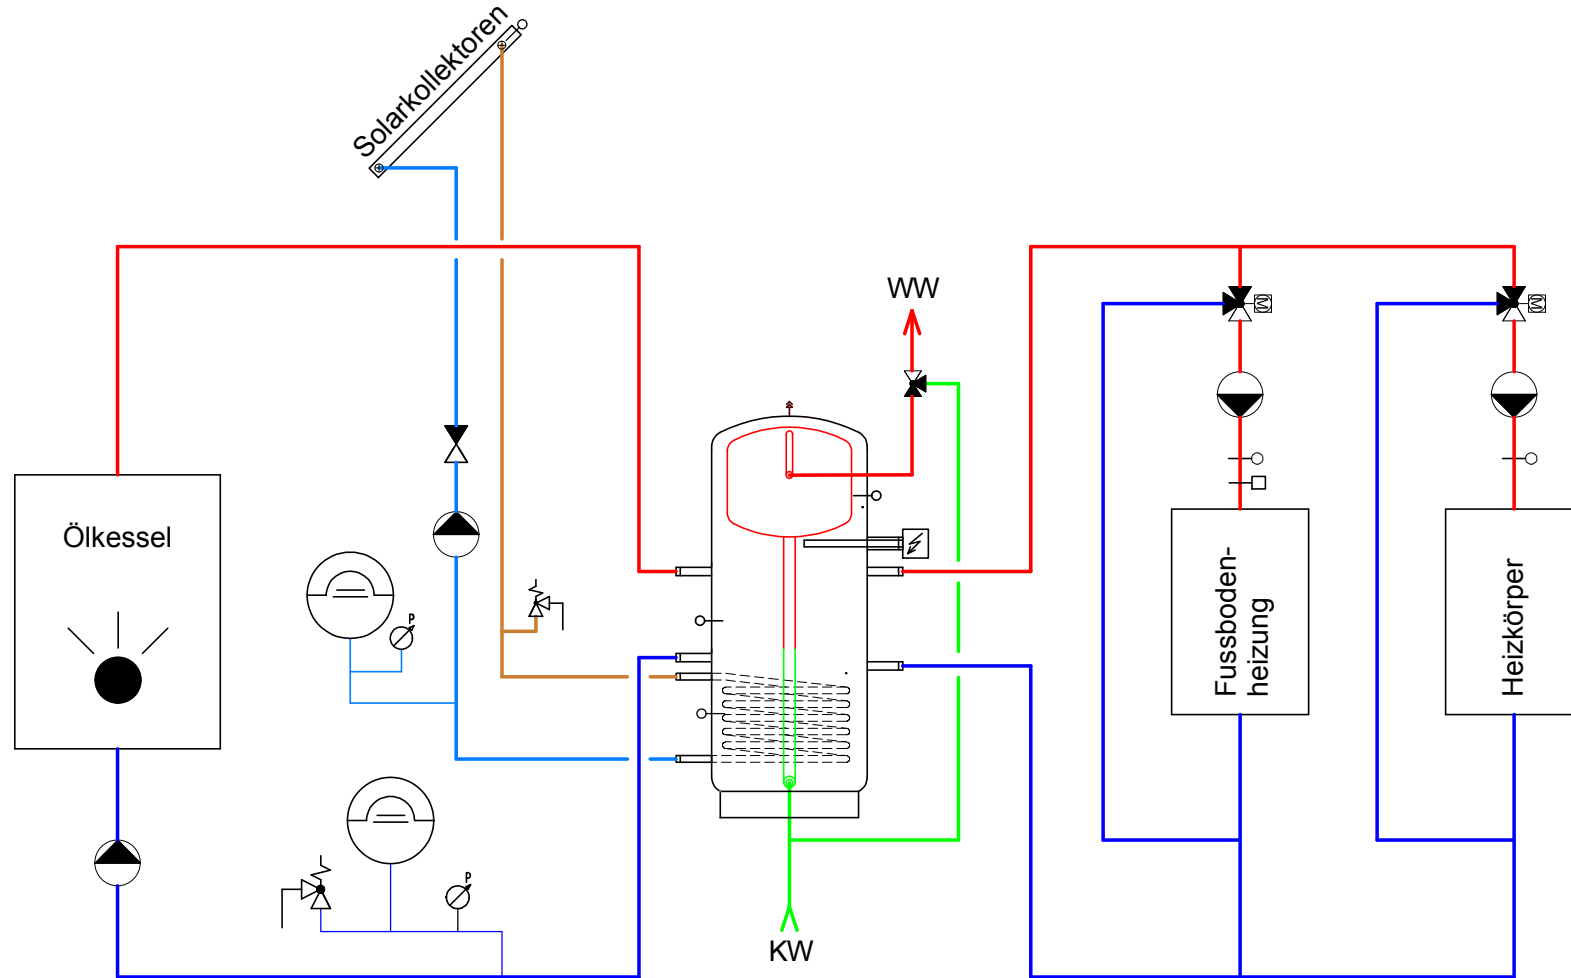 Solarkollektoren
WW
Ölkessel
P
Fussboden-
heizung
Heizkörper
M
M
P
KW